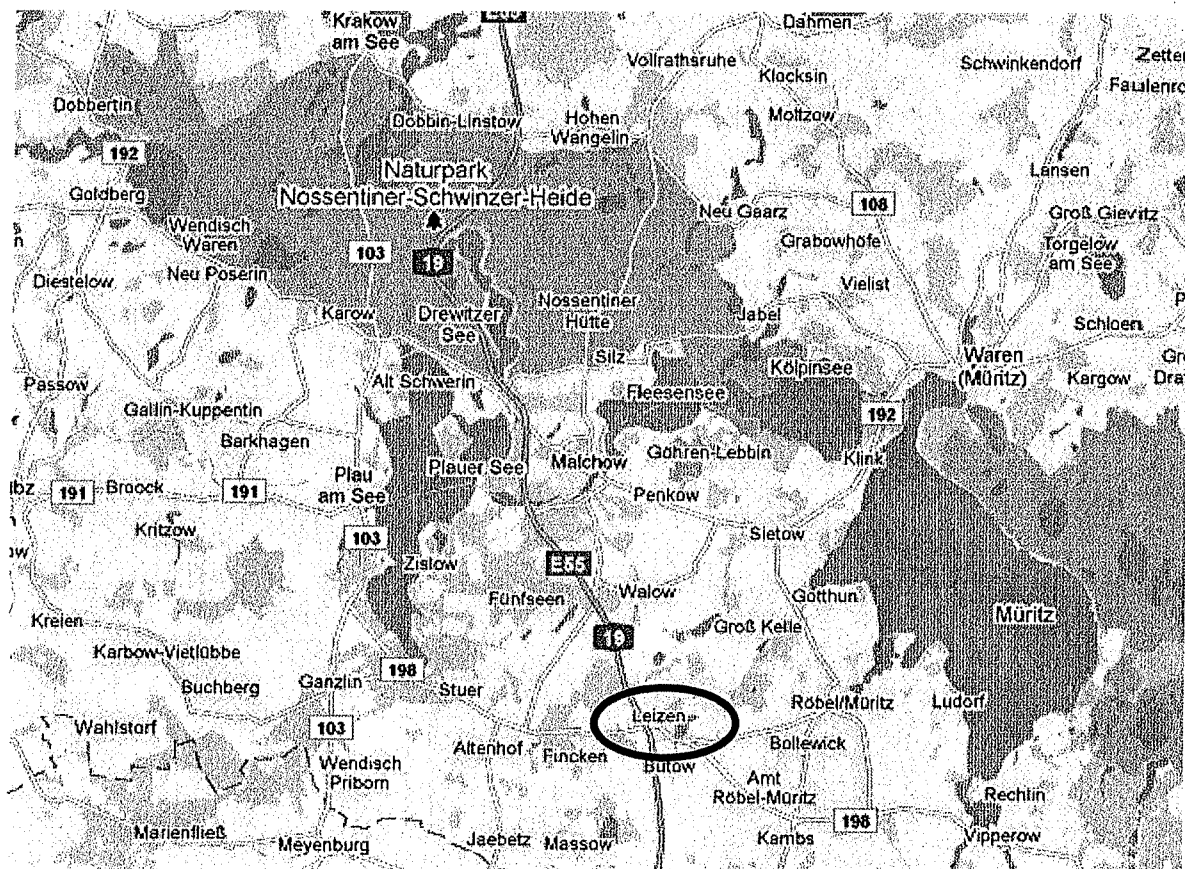 Krakow
am See
Dahmen
Vollrathsruhe
Klocksin
Schwinkendorf
Dobbertin
Dobbin-Linstow
Hohen
Wangelin
Moltzow
192
Naturpark
Nossentiner-Schwinzer-Heide
Lansen
Goldberg
Neu Gaarz
108
Groß Gievitz
Wendisch
Waren
103
19
Grabowhöfe
Torgelow
am See
Diestelow
Neu Poserin
Vielist
Karow
Drewitzer
See
Nossentiner
Hütte
Jabel
Schloen
Silz
Waren
(Müritz)
Passow
Alt Schwerin
Fleesensee
Kölpinsee
Kargow
Gallin-Kuppentin
192
Barkhagen
Plauer See
Malchow
Göhren-Lebbin
Klink
Plau
am See
191
Broock
191
Penkow
Kritzow
103
Sietow
Zislow
E55
Fünfseen
Walow
Gotthun
Müritz
Kreien
19
Groß Kelle
Karbow-Vietlübbe
198
Buchberg
Ganzlin
Stuer
Röbel/Müritz
Ludorf
Wahlstorf
103
Leizen
Altenhof
Fincken
Bollewick
Wendisch
Priborn
Bütow
Amt
Röbel-Müritz
Rechlin
Marienfließ
Meyenburg
Jaebetz
Massow
Kambs
198
Vipperow